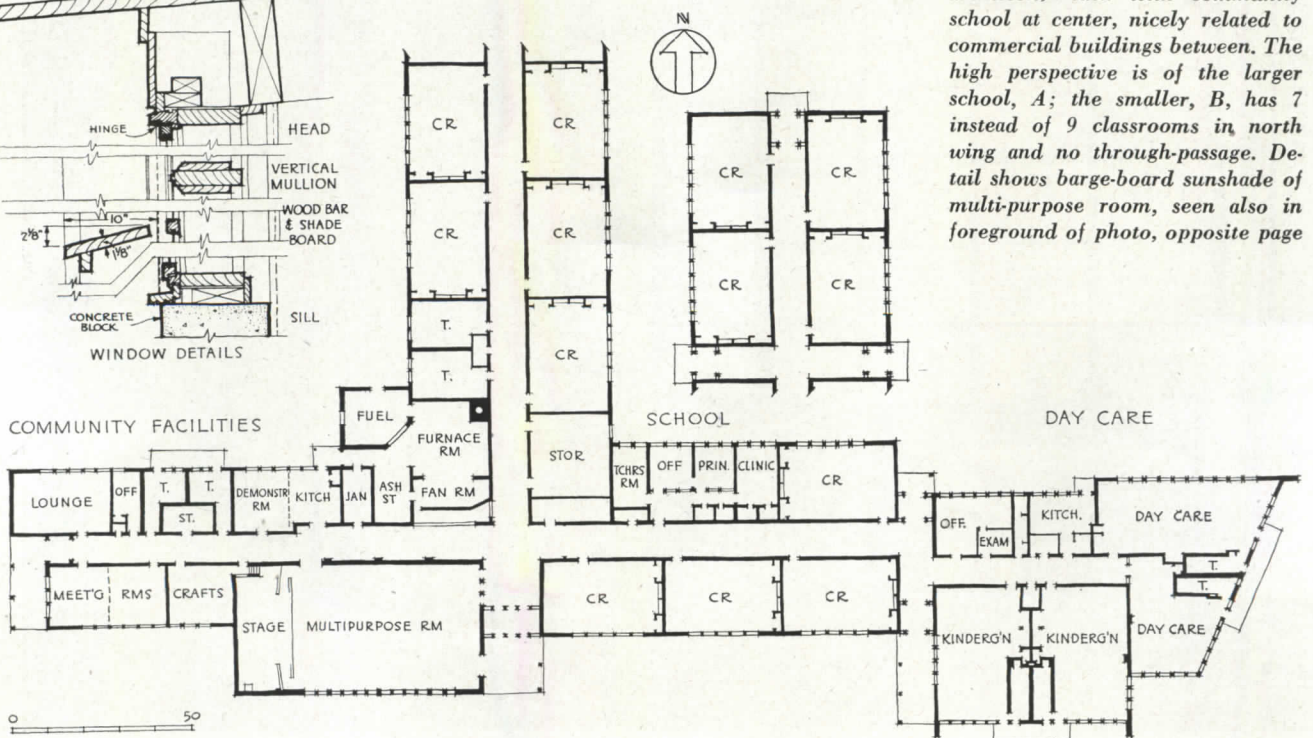 school at center, nicely related to
commercial buildings between. The
high perspective is of the larger
school, A; the smaller, B, has 7
instead of 9 classrooms in north
wing and no through-passage. De-
tail shows barge-board sunshade of
multi-purpose room, seen also in
foreground of photo, opposite page
N
HINGE
HEAD
VERTICAL
MULLION
WOOD BAR
& SHADE
BOARD
10"
2⅛"
1⅛"
CONCRETE
BLOCK
SILL
WINDOW DETAILS
CR
CR
CR
CR
CR
CR
CR
CR
CR
T.
T.
FUEL
FURNACE
RM
FAN RM
STOR
COMMUNITY FACILITIES
SCHOOL
DAY CARE
LOUNGE
OFF
T.
T.
ST.
DEMONSTR
RM
KITCH
JAN
ASH
ST
TCHRS
RM
OFF
PRIN.
CLINIC
CR
OFF.
EXAM
KITCH.
DAY CARE
T.
T.
MEET'G RMS
CRAFTS
STAGE
MULTIPURPOSE RM
CR
CR
CR
KINDERG'N
KINDERG'N
DAY CARE
0 50